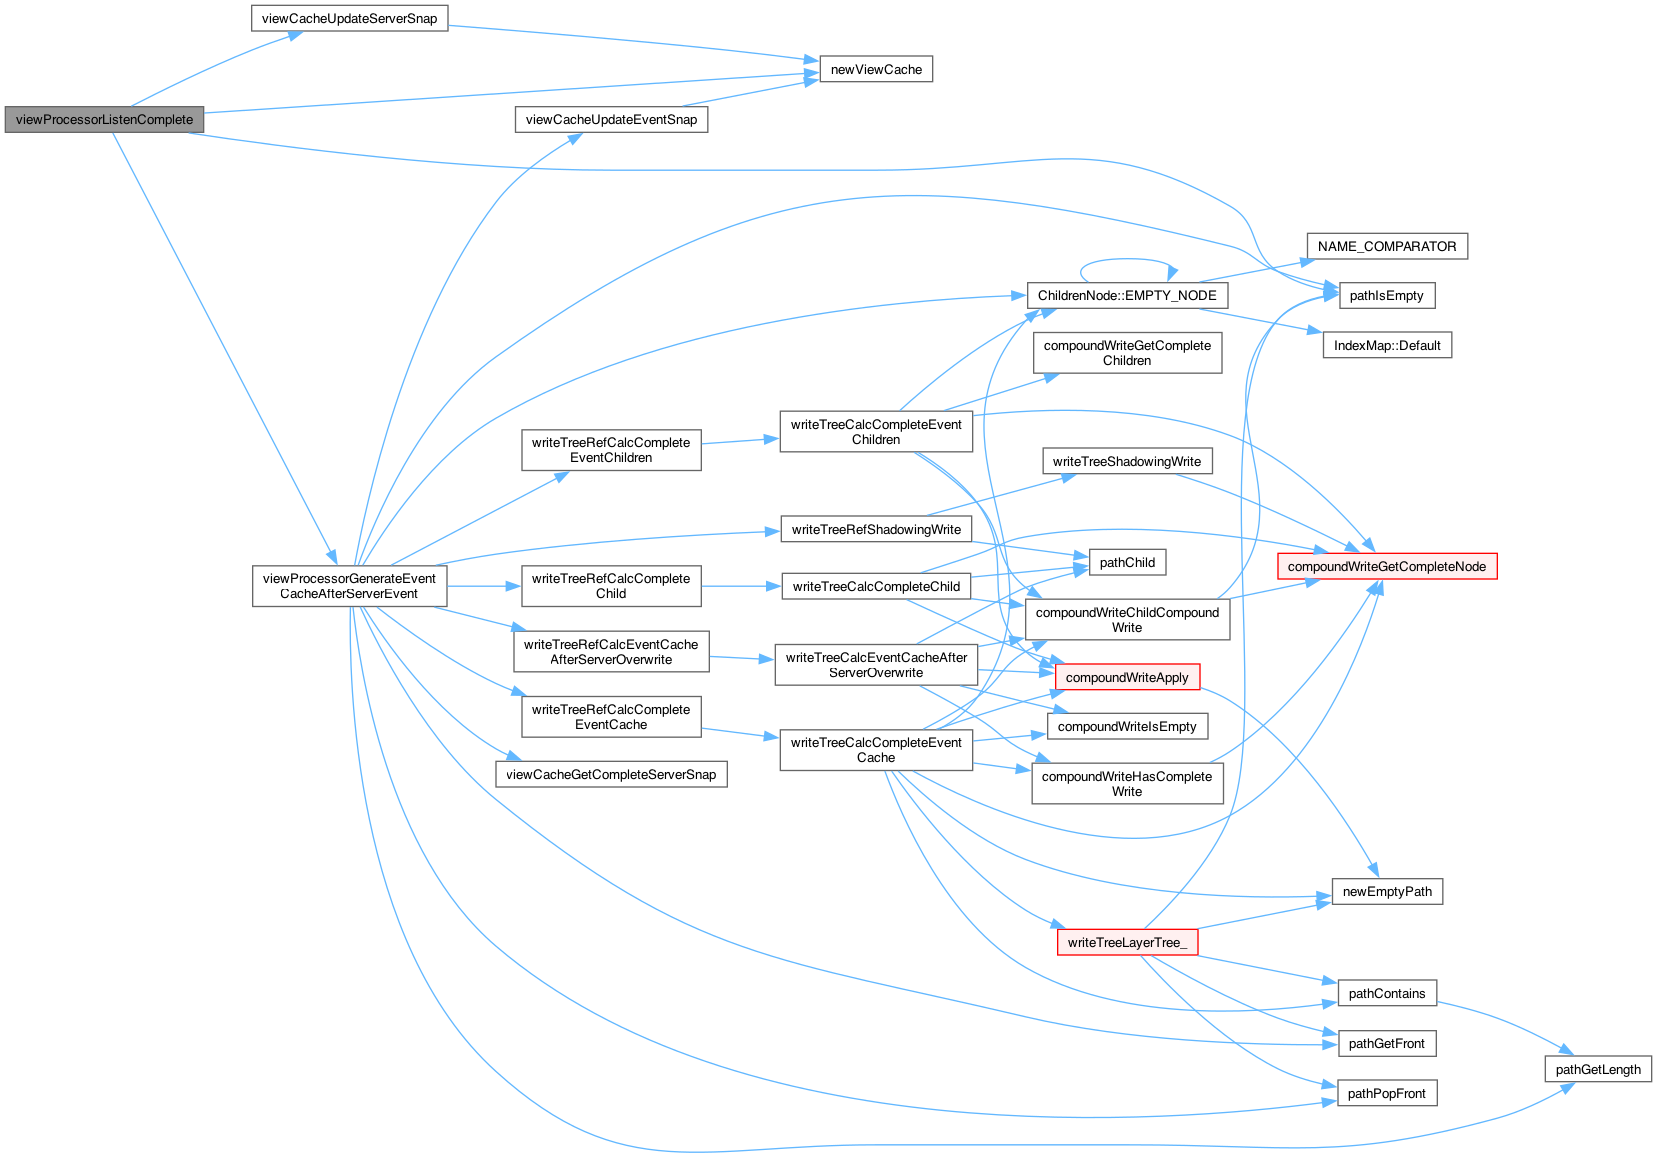 viewCacheUpdateServerSnap
newViewCache
viewProcessorListenComplete
viewCacheUpdateEventSnap
NAME_COMPARATOR
ChildrenNode::EMPTY_NODE
pathIsEmpty
IndexMap::Default
compoundWriteGetComplete
Children
writeTreeCalcCompleteEvent
Children
writeTreeRefCalcComplete
EventChildren
writeTreeShadowingWrite
writeTreeRefShadowingWrite
pathChild
compoundWriteGetCompleteNode
viewProcessorGenerateEvent
CacheAfterServerEvent
writeTreeRefCalcComplete
Child
writeTreeCalcCompleteChild
compoundWriteChildCompound
Write
writeTreeRefCalcEventCache
AfterServerOverwrite
writeTreeCalcEventCacheAfter
ServerOverwrite
compoundWriteApply
writeTreeRefCalcComplete
EventCache
compoundWriteIsEmpty
writeTreeCalcCompleteEvent
Cache
viewCacheGetCompleteServerSnap
compoundWriteHasComplete
Write
newEmptyPath
writeTreeLayerTree_
pathContains
pathGetFront
pathGetLength
pathPopFront